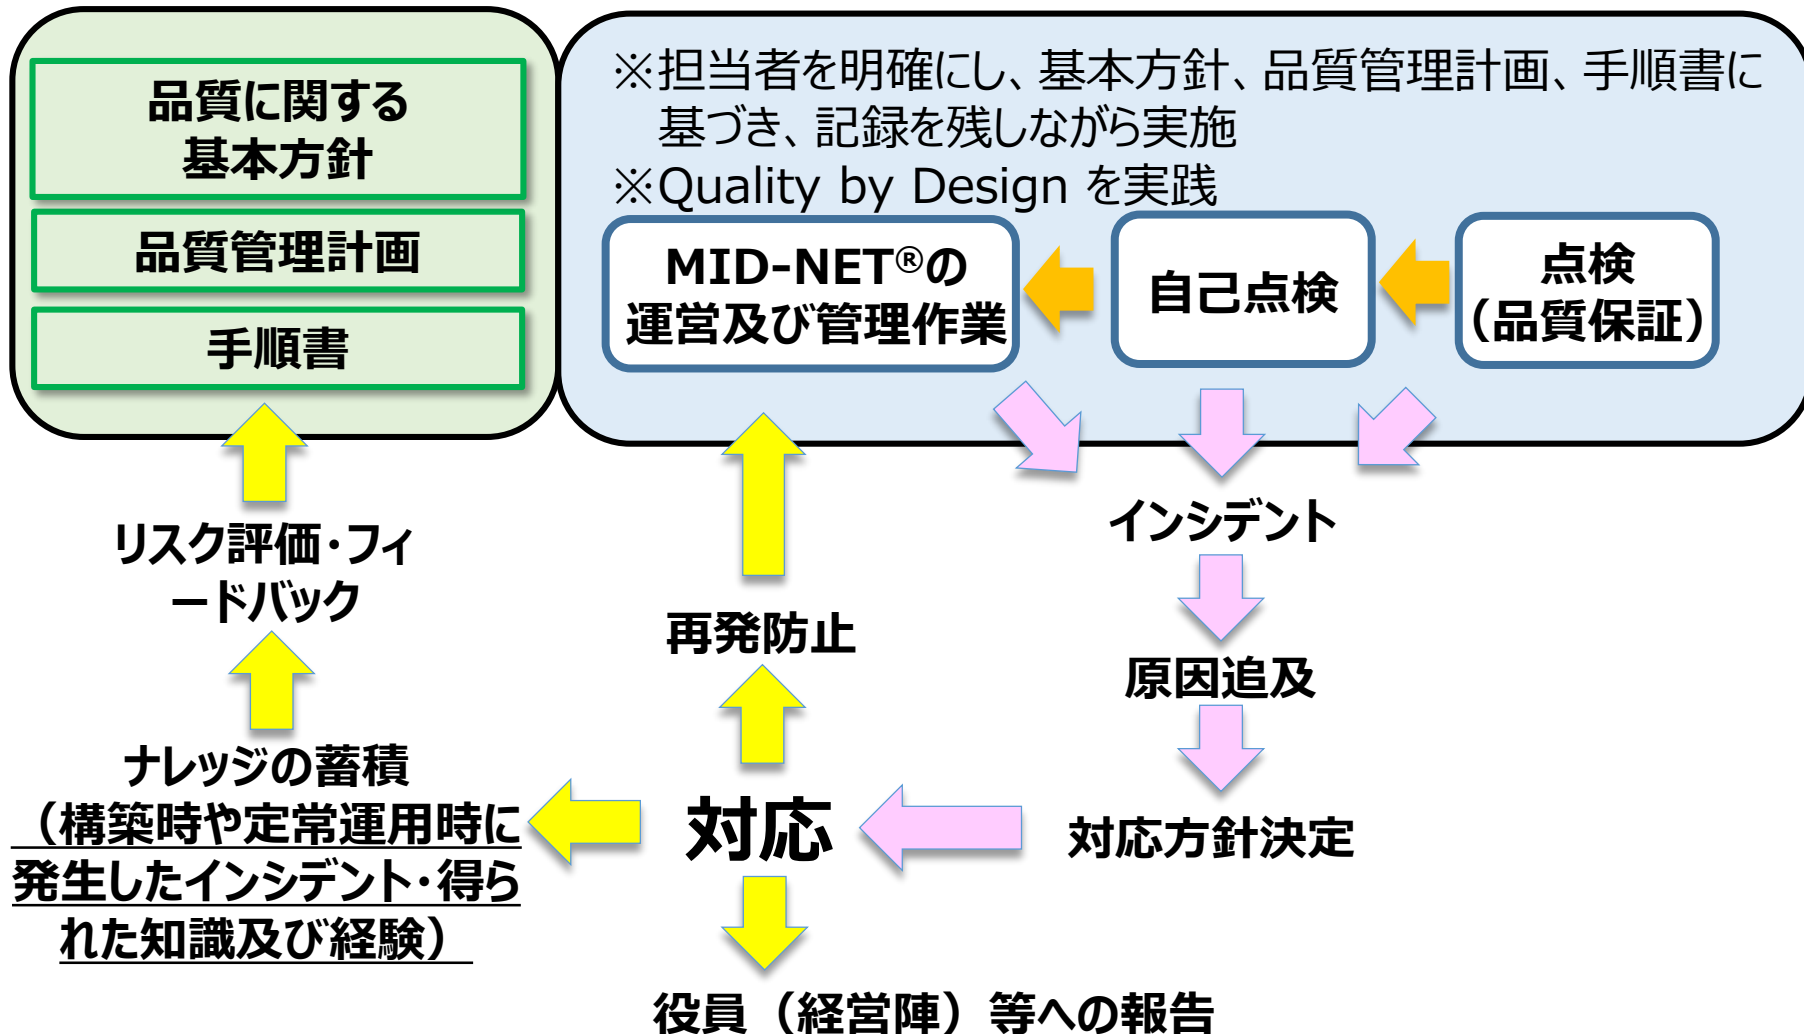 品質に関する
基本方針
品質管理計画
手順書
※担当者を明確にし、基本方針、品質管理計画、手順書に
基づき、記録を残しながら実施
※Quality by Design を実践
MID-NET®の
運営及び管理作業
自己点検
点検
（品質保証）
インシデント
原因追及
対応方針決定
対応
再発防止
役員（経営陣）等への報告
ナレッジの蓄積
（構築時や定常運用時に
発生したインシデント・得ら
れた知識及び経験）
リスク評価・フィ
ードバック